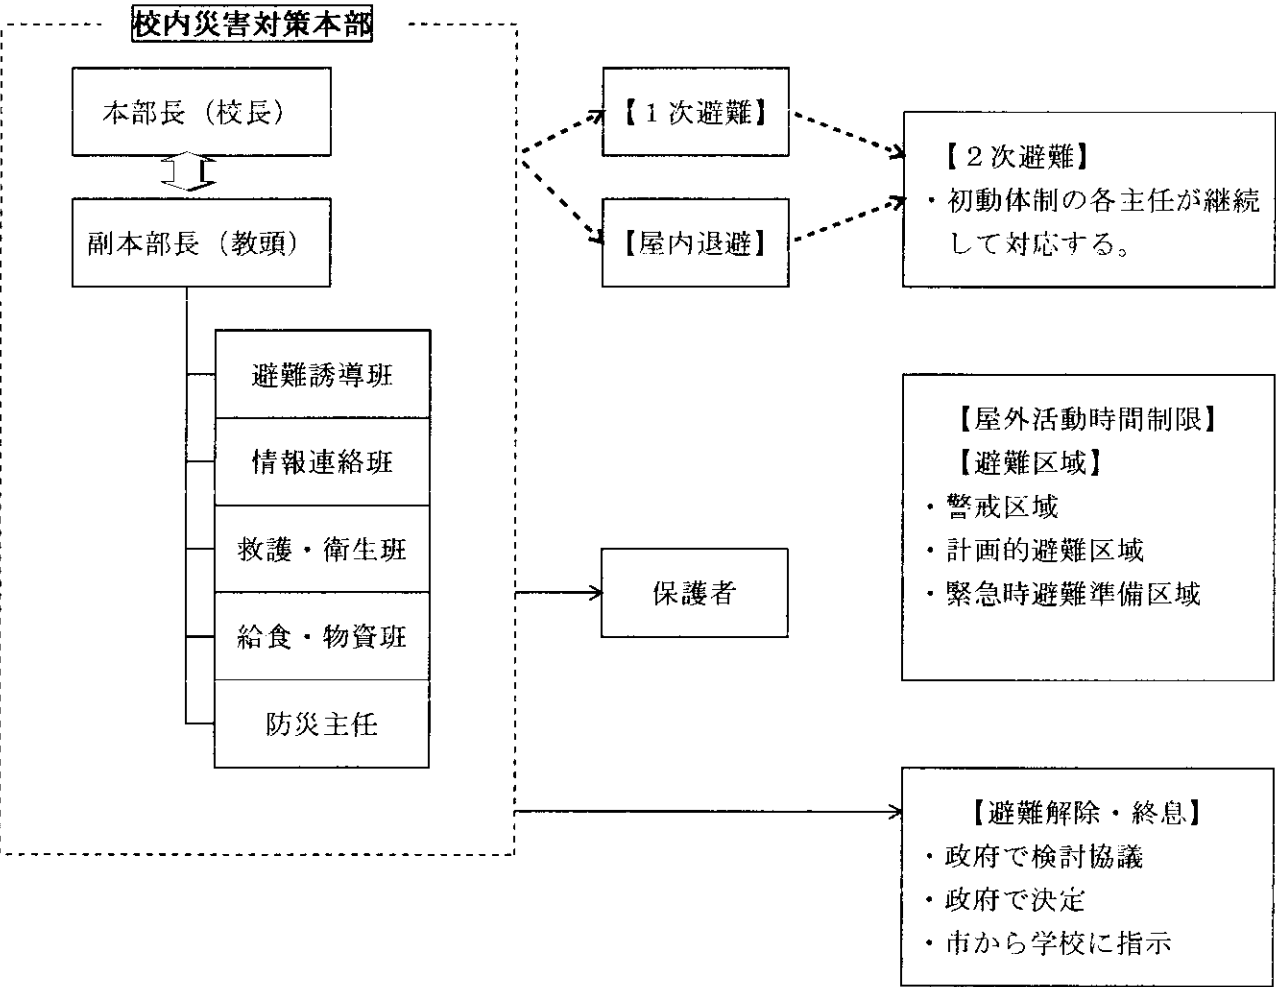 校内災害対策本部
本部長（校長）
副本部長（教頭）
避難誘導班
情報連絡班
救護・衛生班
給食・物資班
防災主任
【１次避難】
【屋内退避】
【２次避難】
・初動体制の各主任が継続
して対応する。
保護者
【屋外活動時間制限】
【避難区域】
・警戒区域
・計画的避難区域
・緊急時避難準備区域
【避難解除・終息】
・政府で検討協議
・政府で決定
・市から学校に指示